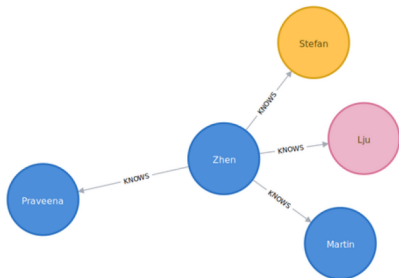 Stefan
KNOWS
Lju
KNOWS
Zhen
KNOWS
Praveena
KNOWS
Martin